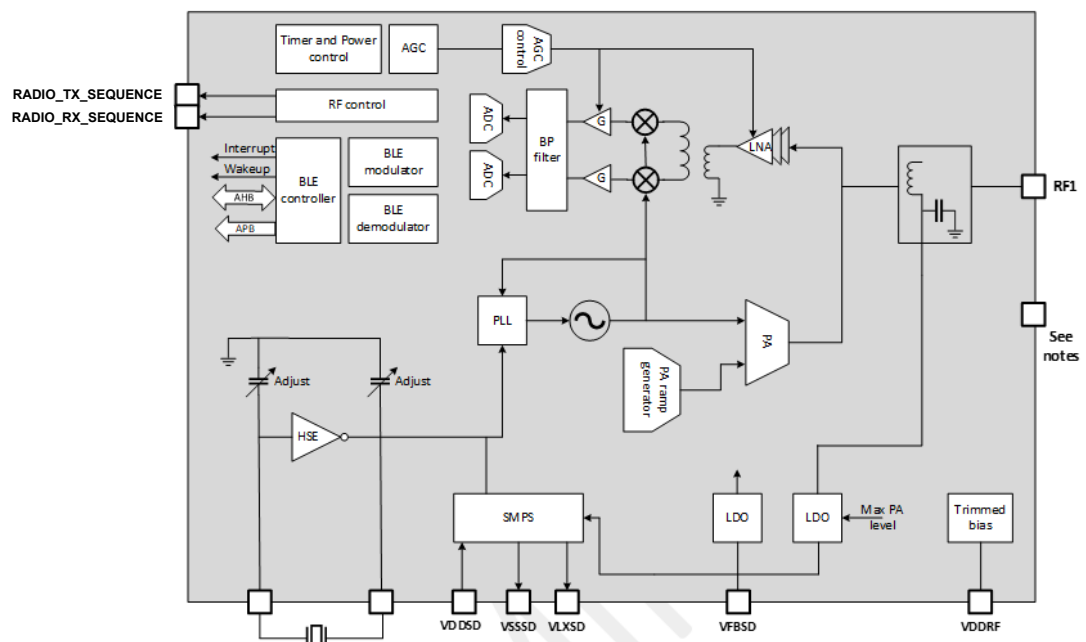 Timer and Power
control
AGC
AGC
control
RADIO_TX_SEQUENCE
RADIO_RX_SEQUENCE
RF control
ADC
ADC
BP
filter
G
G
LNA
Interrupt
Wakeup
AHB
APB
BLE
controller
BLE
modulator
BLE
demodulator
RF1
PLL
PA
See
notes
PA ramp
generator
Adjust
Adjust
HSE
SMPS
LDO
LDO
Max PA
level
Trimmed
bias
VDDSD
VSSSD
VLXSD
VFBSD
VDDRF